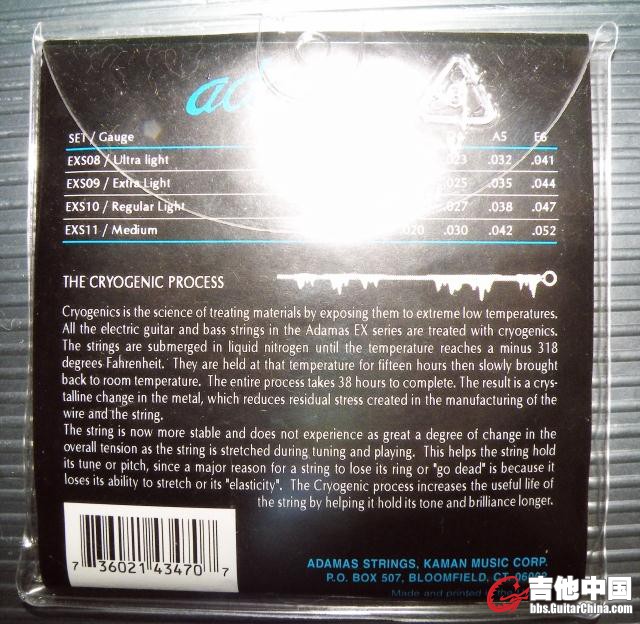 SET / Gauge A5 E6
EXS08 / Ultra light .023 .032 .041
EXS09 / Extra Light .025 .035 .044
EXS10 / Regular Light .027 .038 .047
EXS11 / Medium .020 .030 .042 .052
THE CRYOGENIC PROCESS
Cryogenics is the science of treating materials by exposing them to extreme low temperatures.
All the electric guitar and bass strings in the Adamas EX series are treated with cryogenics.
The strings are submerged in liquid nitrogen until the temperature reaches a minus 318
degrees Fahrenheit. They are held at that temperature for fifteen hours then slowly brought
back to room temperature. The entire process takes 38 hours to complete. The result is a crys-
talline change in the metal, which reduces residual stress created in the manufacturing of the
wire and the string.
The string is now more stable and does not experience as great a degree of change in the
overall tension as the string is stretched during tuning and playing. This helps the string hold
its tune or pitch, since a major reason for a string to lose its ring or "go dead" is because it
loses its ability to stretch or its "elasticity". The Cryogenic process increases the useful life of
the string by helping it hold its tone and brilliance longer.
7 36021 43470 7
ADAMAS STRINGS, KAMAN MUSIC CORP.
P.O. BOX 507, BLOOMFIELD, CT
Made and printed in the
吉他中国
bbs.GuitarChina.com